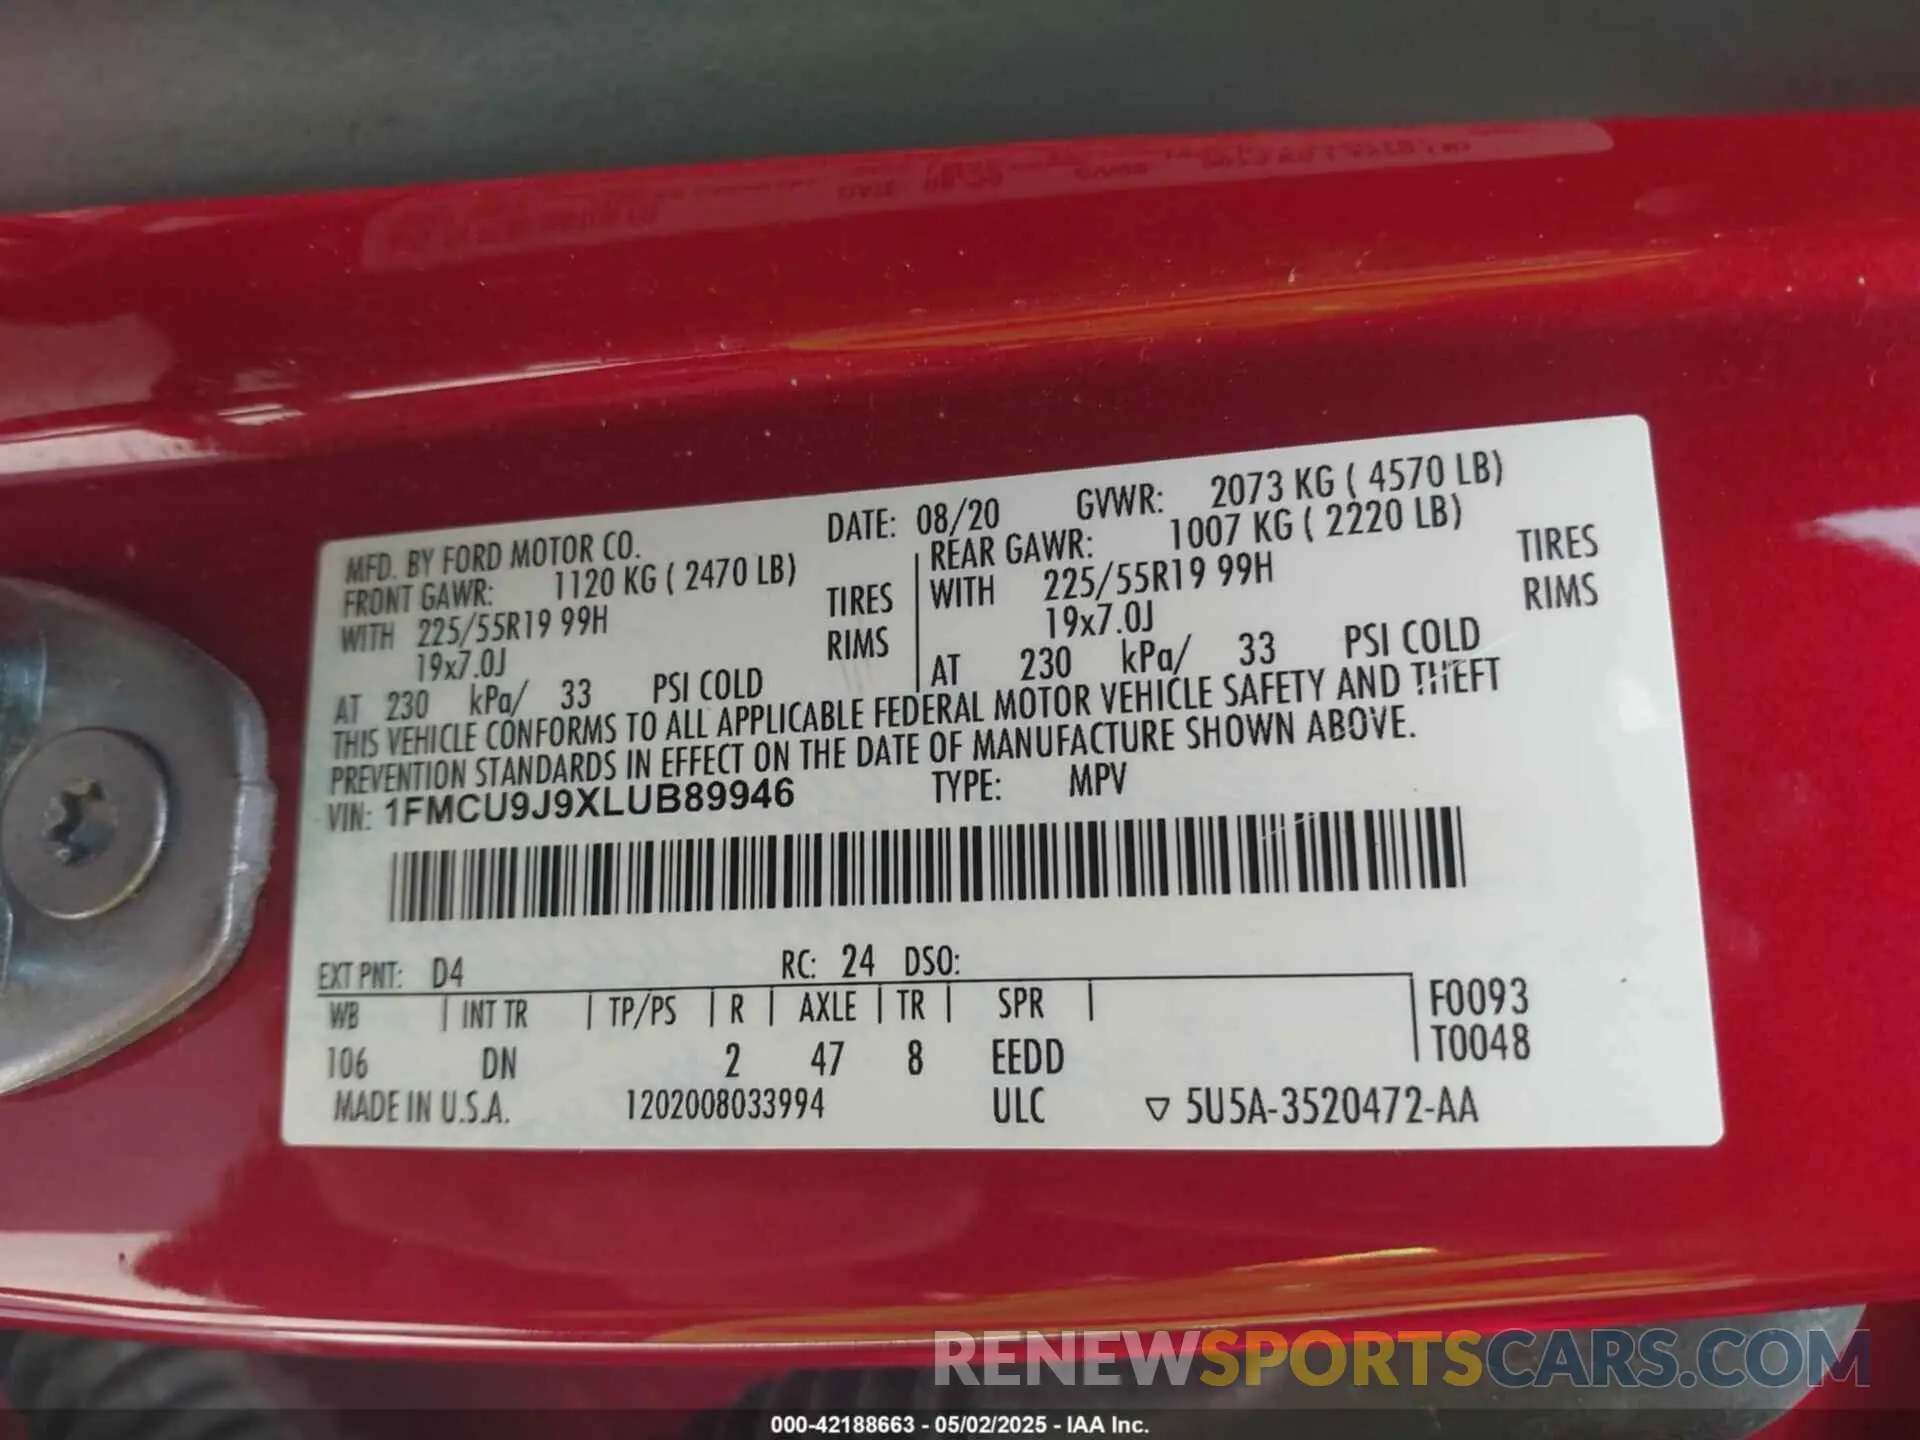 MFD. BY FORD MOTOR CO. DATE: 08/20 GVWR: 2073 KG ( 4570 LB)
FRONT GAWR: 1120 KG ( 2470 LB) REAR GAWR: 1007 KG ( 2220 LB)
WITH 225/55R19 99H TIRES WITH 225/55R19 99H TIRES
19x7.0J RIMS 19x7.0J RIMS
AT 230 kPa/ 33 PSI COLD AT 230 kPa/ 33 PSI COLD
THIS VEHICLE CONFORMS TO ALL APPLICABLE FEDERAL MOTOR VEHICLE SAFETY AND THEFT
PREVENTION STANDARDS IN EFFECT ON THE DATE OF MANUFACTURE SHOWN ABOVE.
VIN: 1FMCU9J9XLUB89946 TYPE: MPV
EXT PNT: D4 RC: 24 DSO:
WB INT TR TP/PS R AXLE TR SPR F0093
106 DN 2 47 8 EEDD T0048
MADE IN U.S.A. 1202008033994 ULC ▽ 5U5A-3520472-AA
RENEWSPORTSCARS.COM
000-42188663 - 05/02/2025 - IAA Inc.